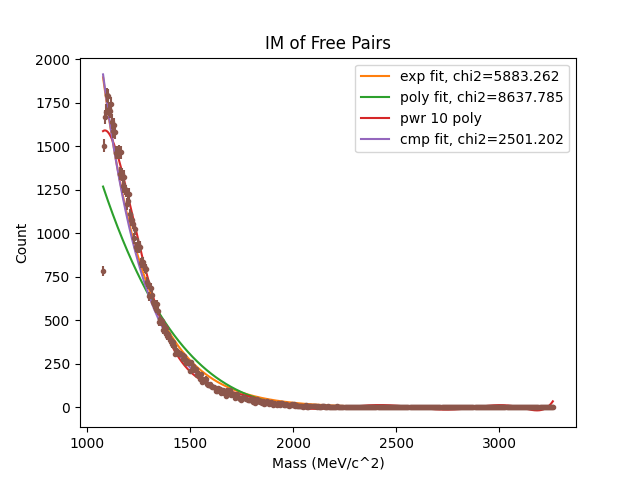 IM of Free Pairs
exp fit, chi2=5883.262
poly fit, chi2=8637.785
pwr 10 poly
cmp fit, chi2=2501.202
2000
1750
1500
1250
1000
750
500
250
0
Count
1000 1500 2000 2500 3000
Mass (MeV/c^2)